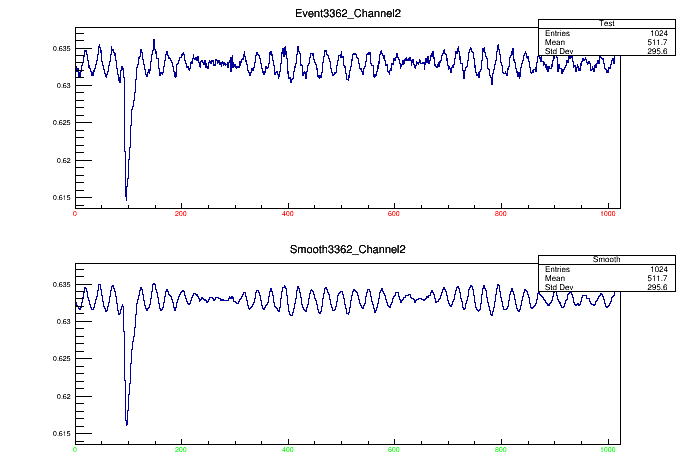 Event3362_Channel2
Test
Entries 1024
Mean 511.7
Std Dev 295.6
0.635
0.63
0.625
0.62
0.615
0 200 400 600 800 1000
Smooth3362_Channel2
Smooth
Entries 1024
Mean 511.7
Std Dev 295.6
0.635
0.63
0.625
0.62
0.615
0 200 400 600 800 1000